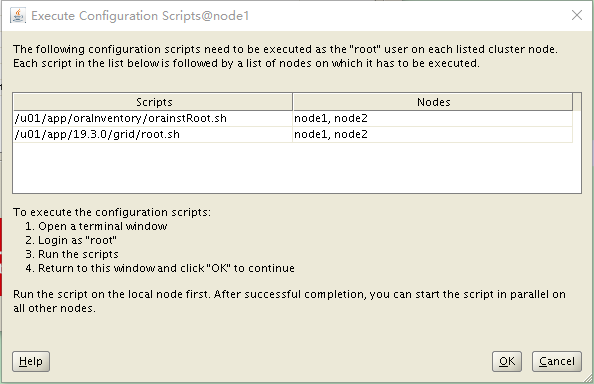 Execute Configuration Scripts@node1
The following configuration scripts need to be executed as the "root" user on each listed cluster node.
Each script in the list below is followed by a list of nodes on which it has to be executed.
Scripts Nodes
/u01/app/oraInventory/orainstRoot.sh node1, node2
/u01/app/19.3.0/grid/root.sh node1, node2
To execute the configuration scripts:
1. Open a terminal window
2. Login as "root"
3. Run the scripts
4. Return to this window and click "OK" to continue
Run the script on the local node first. After successful completion, you can start the script in parallel on
all other nodes.
Help OK Cancel